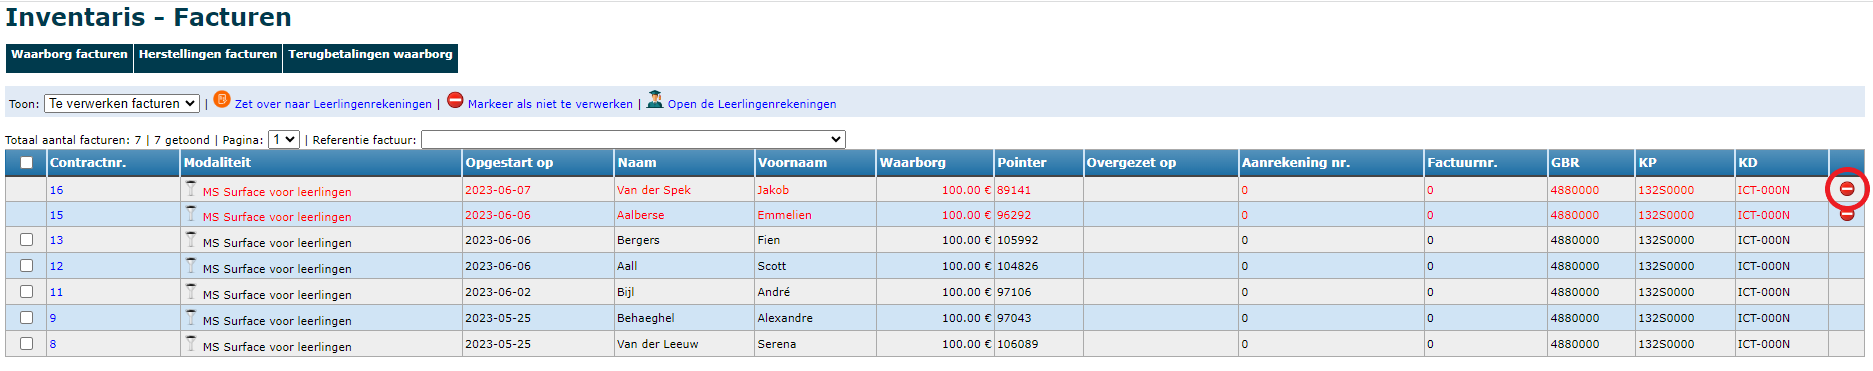 Inventaris - Facturen
Waarborg facturen Herstellingen facturen Terugbetalingen waarborg
Toon: Te verwerken facturen | Zet over naar Leerlingenrekeningen | Markeer als niet te verwerken | Open de Leerlingenrekeningen
Totaal aantal facturen: 7 | 7 getoond | Pagina: 1 | Referentie factuur:
Contractnr. Modaliteit Opgestart op Naam Voornaam Waarborg Pointer Overgezet op Aanrekening nr. Factuurnr. GBR KP KD
16 MS Surface voor leerlingen 2023-06-07 Van der Spek Jakob 100.00 € 89141 0 0 4880000 132S0000 ICT-000N
15 MS Surface voor leerlingen 2023-06-06 Aalberse Emmelien 100.00 € 96292 0 0 4880000 132S0000 ICT-000N
13 MS Surface voor leerlingen 2023-06-06 Bergers Fien 100.00 € 105992 0 0 4880000 132S0000 ICT-000N
12 MS Surface voor leerlingen 2023-06-06 Aall Scott 100.00 € 104826 0 0 4880000 132S0000 ICT-000N
11 MS Surface voor leerlingen 2023-06-02 Bijl André 100.00 € 97106 0 0 4880000 132S0000 ICT-000N
9 MS Surface voor leerlingen 2023-05-25 Behaeghel Alexandre 100.00 € 97043 0 0 4880000 132S0000 ICT-000N
8 MS Surface voor leerlingen 2023-05-25 Van der Leeuw Serena 100.00 € 106089 0 0 4880000 132S0000 ICT-000N